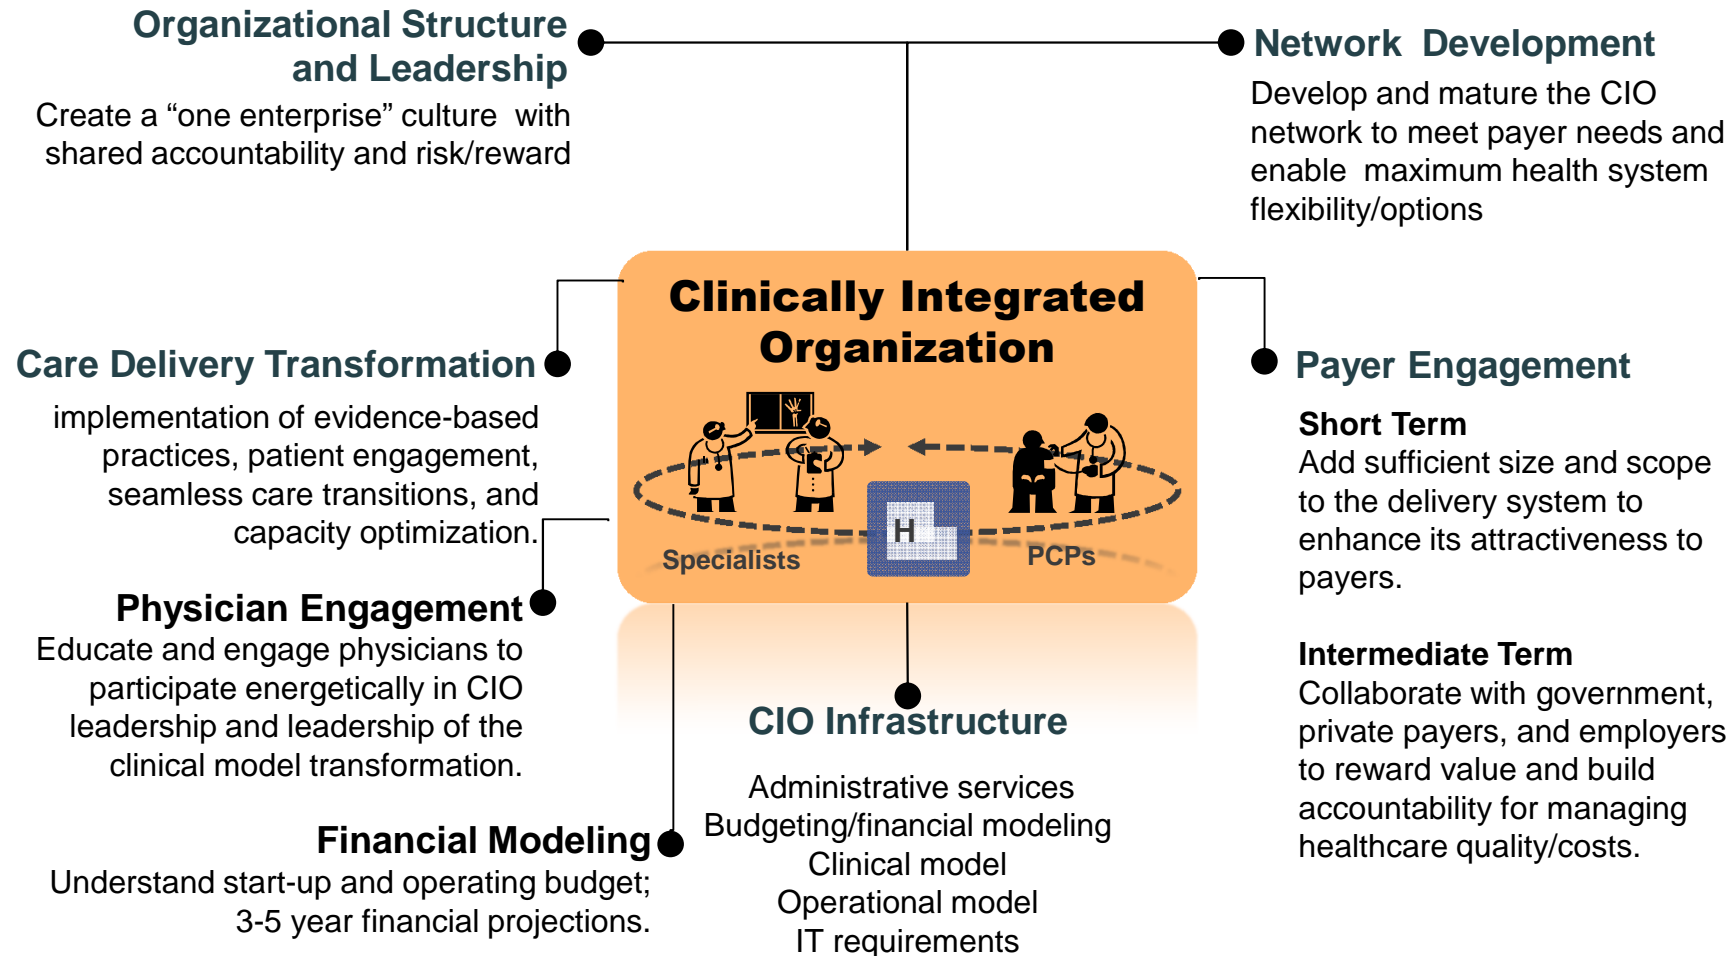 Organizational Structure
and Leadership
Create a “one enterprise” culture with
shared accountability and risk/reward
Network Development
Develop and mature the CIO
network to meet payer needs and
enable maximum health system
flexibility/options
Clinically Integrated
Organization
Specialists
H
PCPs
Care Delivery Transformation
implementation of evidence-based
practices, patient engagement,
seamless care transitions, and
capacity optimization.
Payer Engagement
Short Term
Add sufficient size and scope
to the delivery system to
enhance its attractiveness to
payers.
Intermediate Term
Collaborate with government,
private payers, and employers
to reward value and build
accountability for managing
healthcare quality/costs.
Physician Engagement
Educate and engage physicians to
participate energetically in CIO
leadership and leadership of the
clinical model transformation.
Financial Modeling
Understand start-up and operating budget;
3-5 year financial projections.
CIO Infrastructure
Administrative services
Budgeting/financial modeling
Clinical model
Operational model
IT requirements